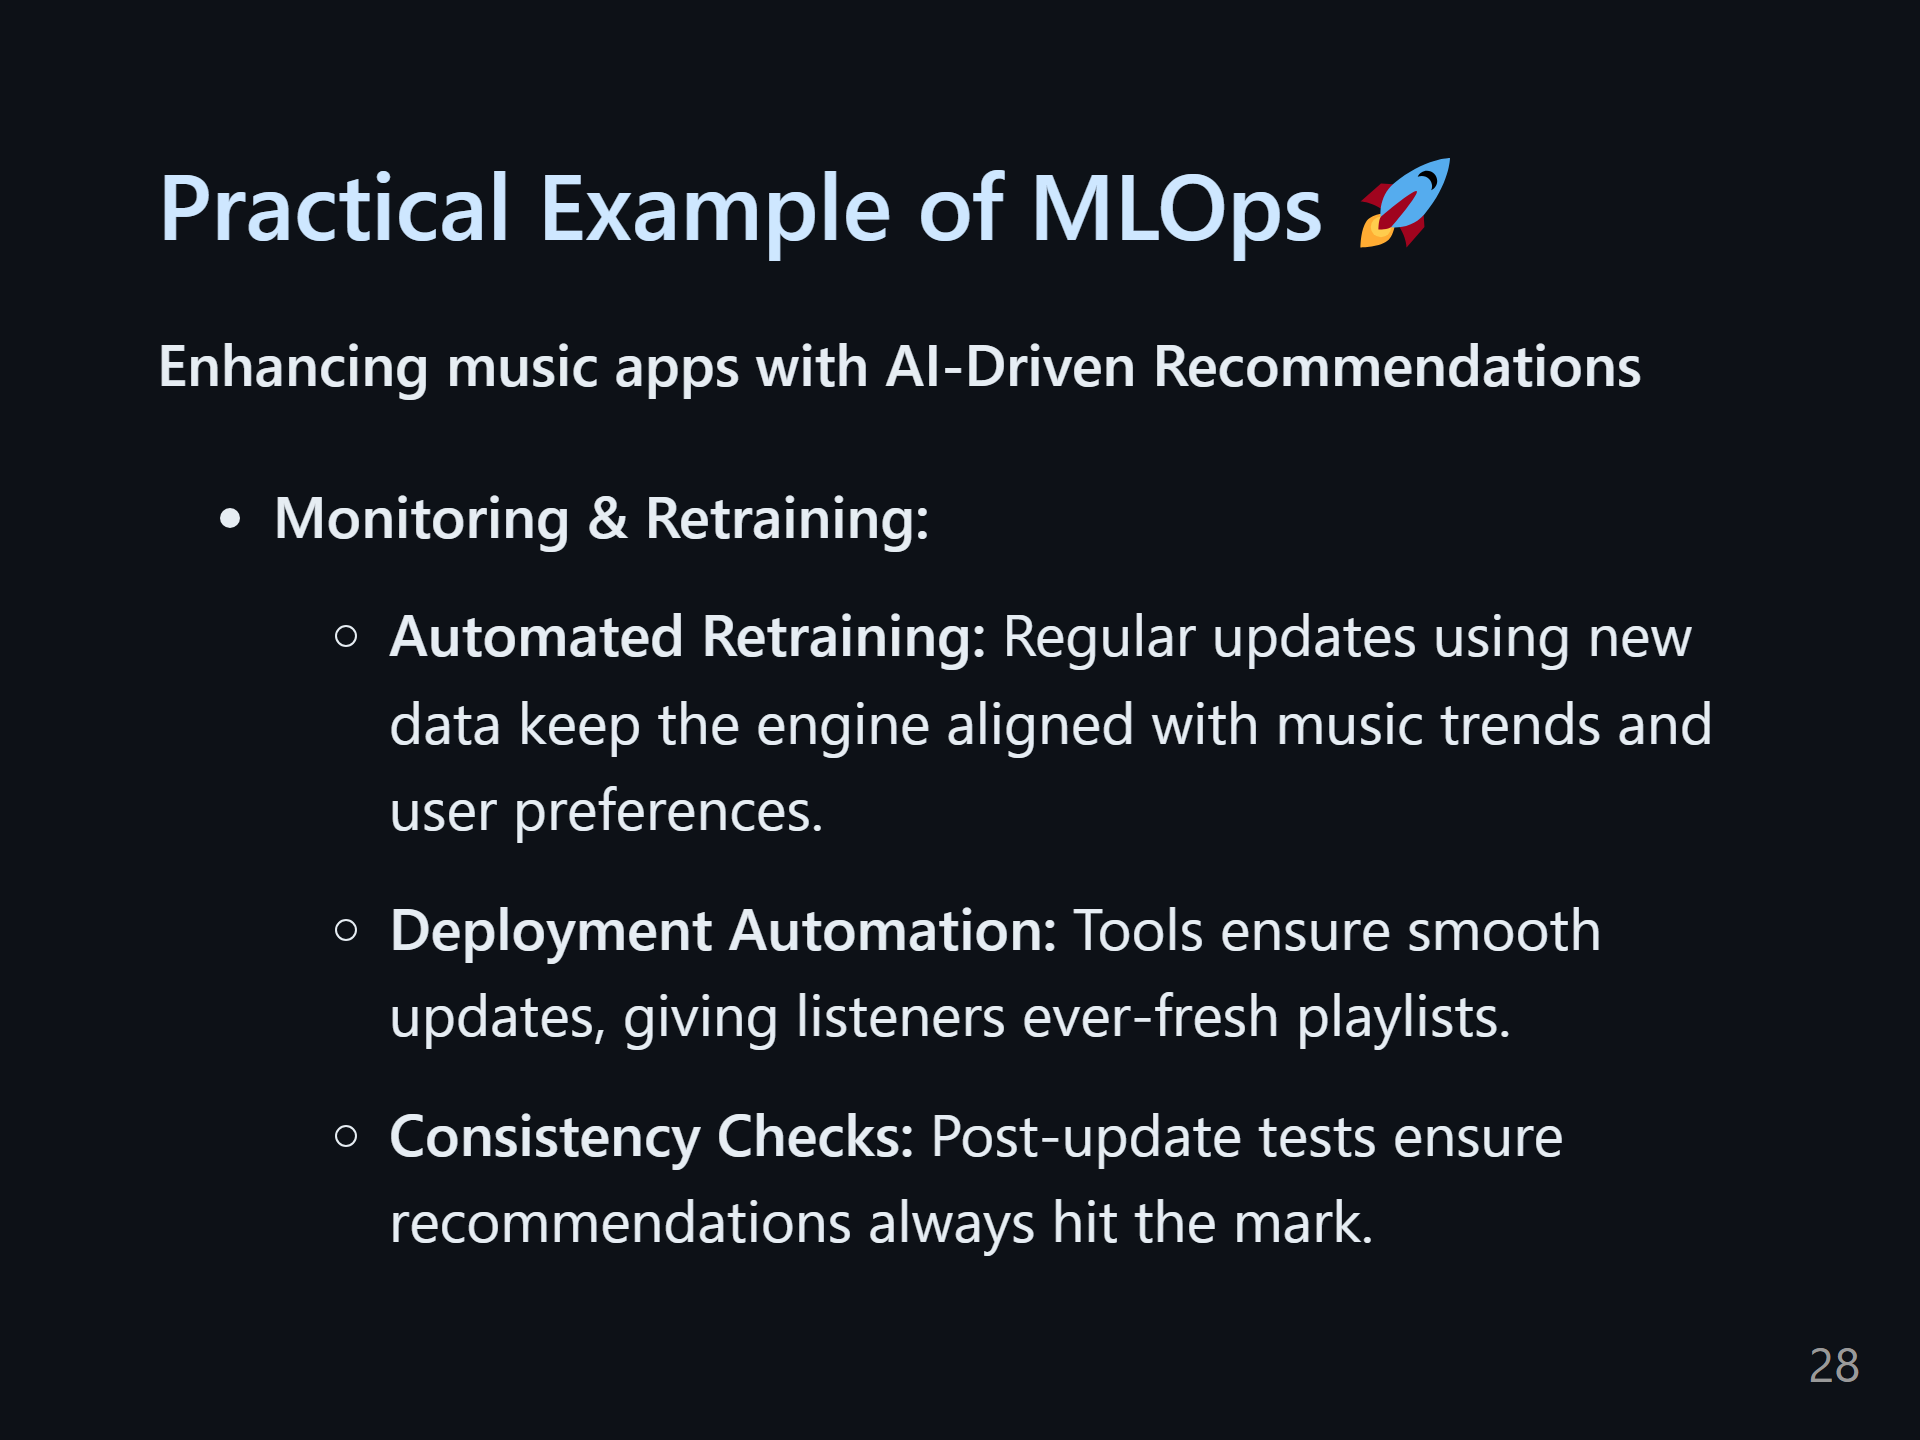 Practical Example of MLOps 🚀
Enhancing music apps with AI-Driven Recommendations
• Monitoring & Retraining:
○ Automated Retraining: Regular updates using new
data keep the engine aligned with music trends and
user preferences.
○ Deployment Automation: Tools ensure smooth
updates, giving listeners ever-fresh playlists.
○ Consistency Checks: Post-update tests ensure
recommendations always hit the mark.
28